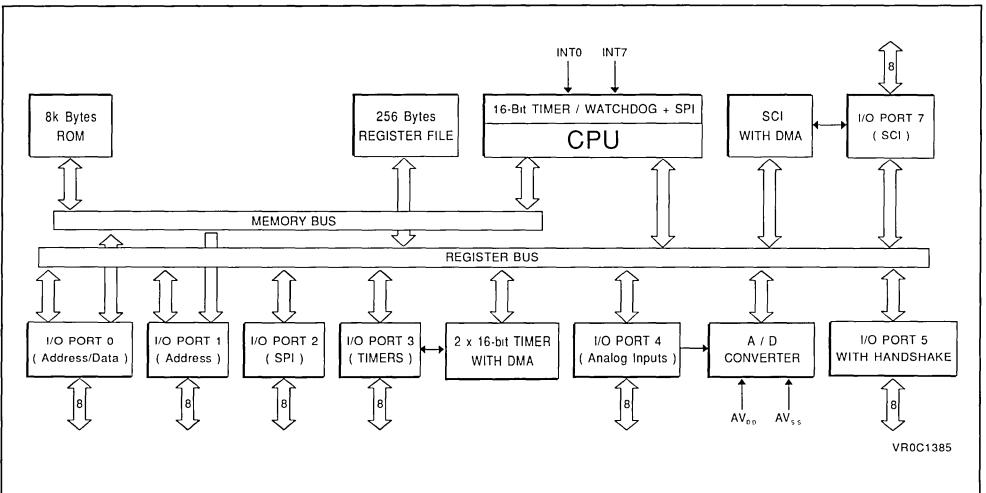 INT0 INT7
8
8k Bytes
ROM
256 Bytes
REGISTER FILE
16-Bit TIMER / WATCHDOG + SPI
CPU
SCI
WITH DMA
I/O PORT 7
( SCI )
MEMORY BUS
REGISTER BUS
I/O PORT 0
( Address/Data )
I/O PORT 1
( Address )
I/O PORT 2
( SPI )
I/O PORT 3
( TIMERS )
2 x 16-bit TIMER
WITH DMA
I/O PORT 4
( Analog Inputs )
A / D
CONVERTER
I/O PORT 5
WITH HANDSHAKE
8
8
8
8
8
8
AVDD AVSS
VR0C1385